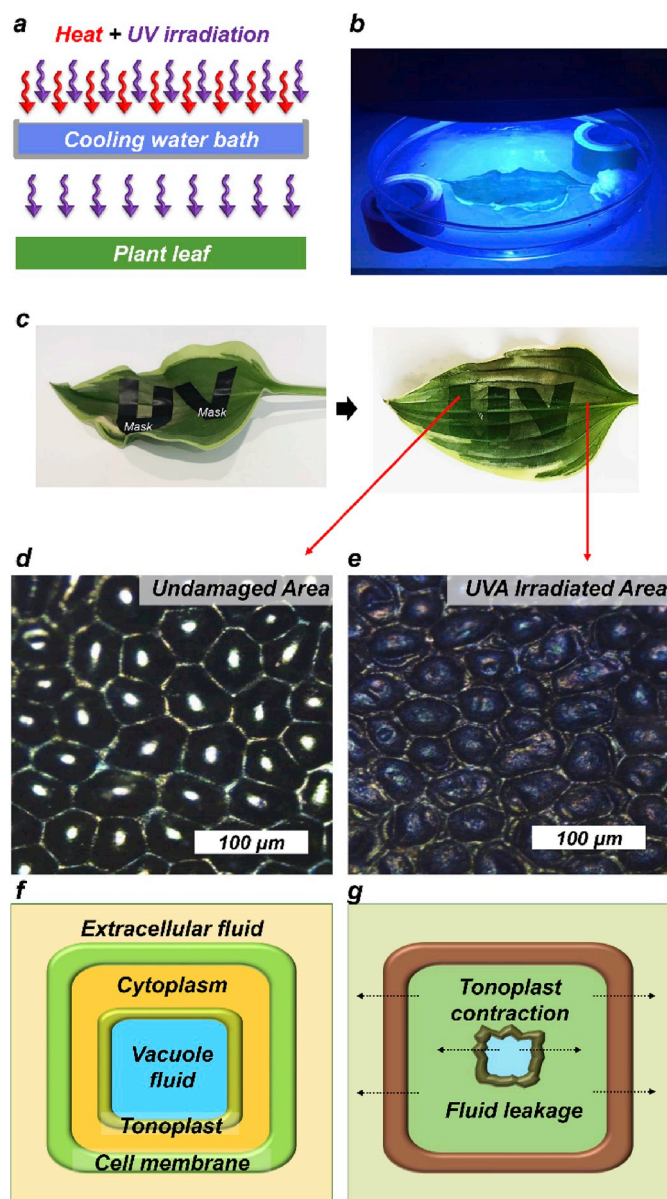 a
Heat + UV irradiation
Cooling water bath
Plant leaf
b
c
UV
Mask
Mask
UV
d
Undamaged Area
100 µm
e
UVA Irradiated Area
100 µm
f
Extracellular fluid
Cytoplasm
Vacuole
fluid
Tonoplast
Cell membrane
g
Tonoplast
contraction
Fluid leakage